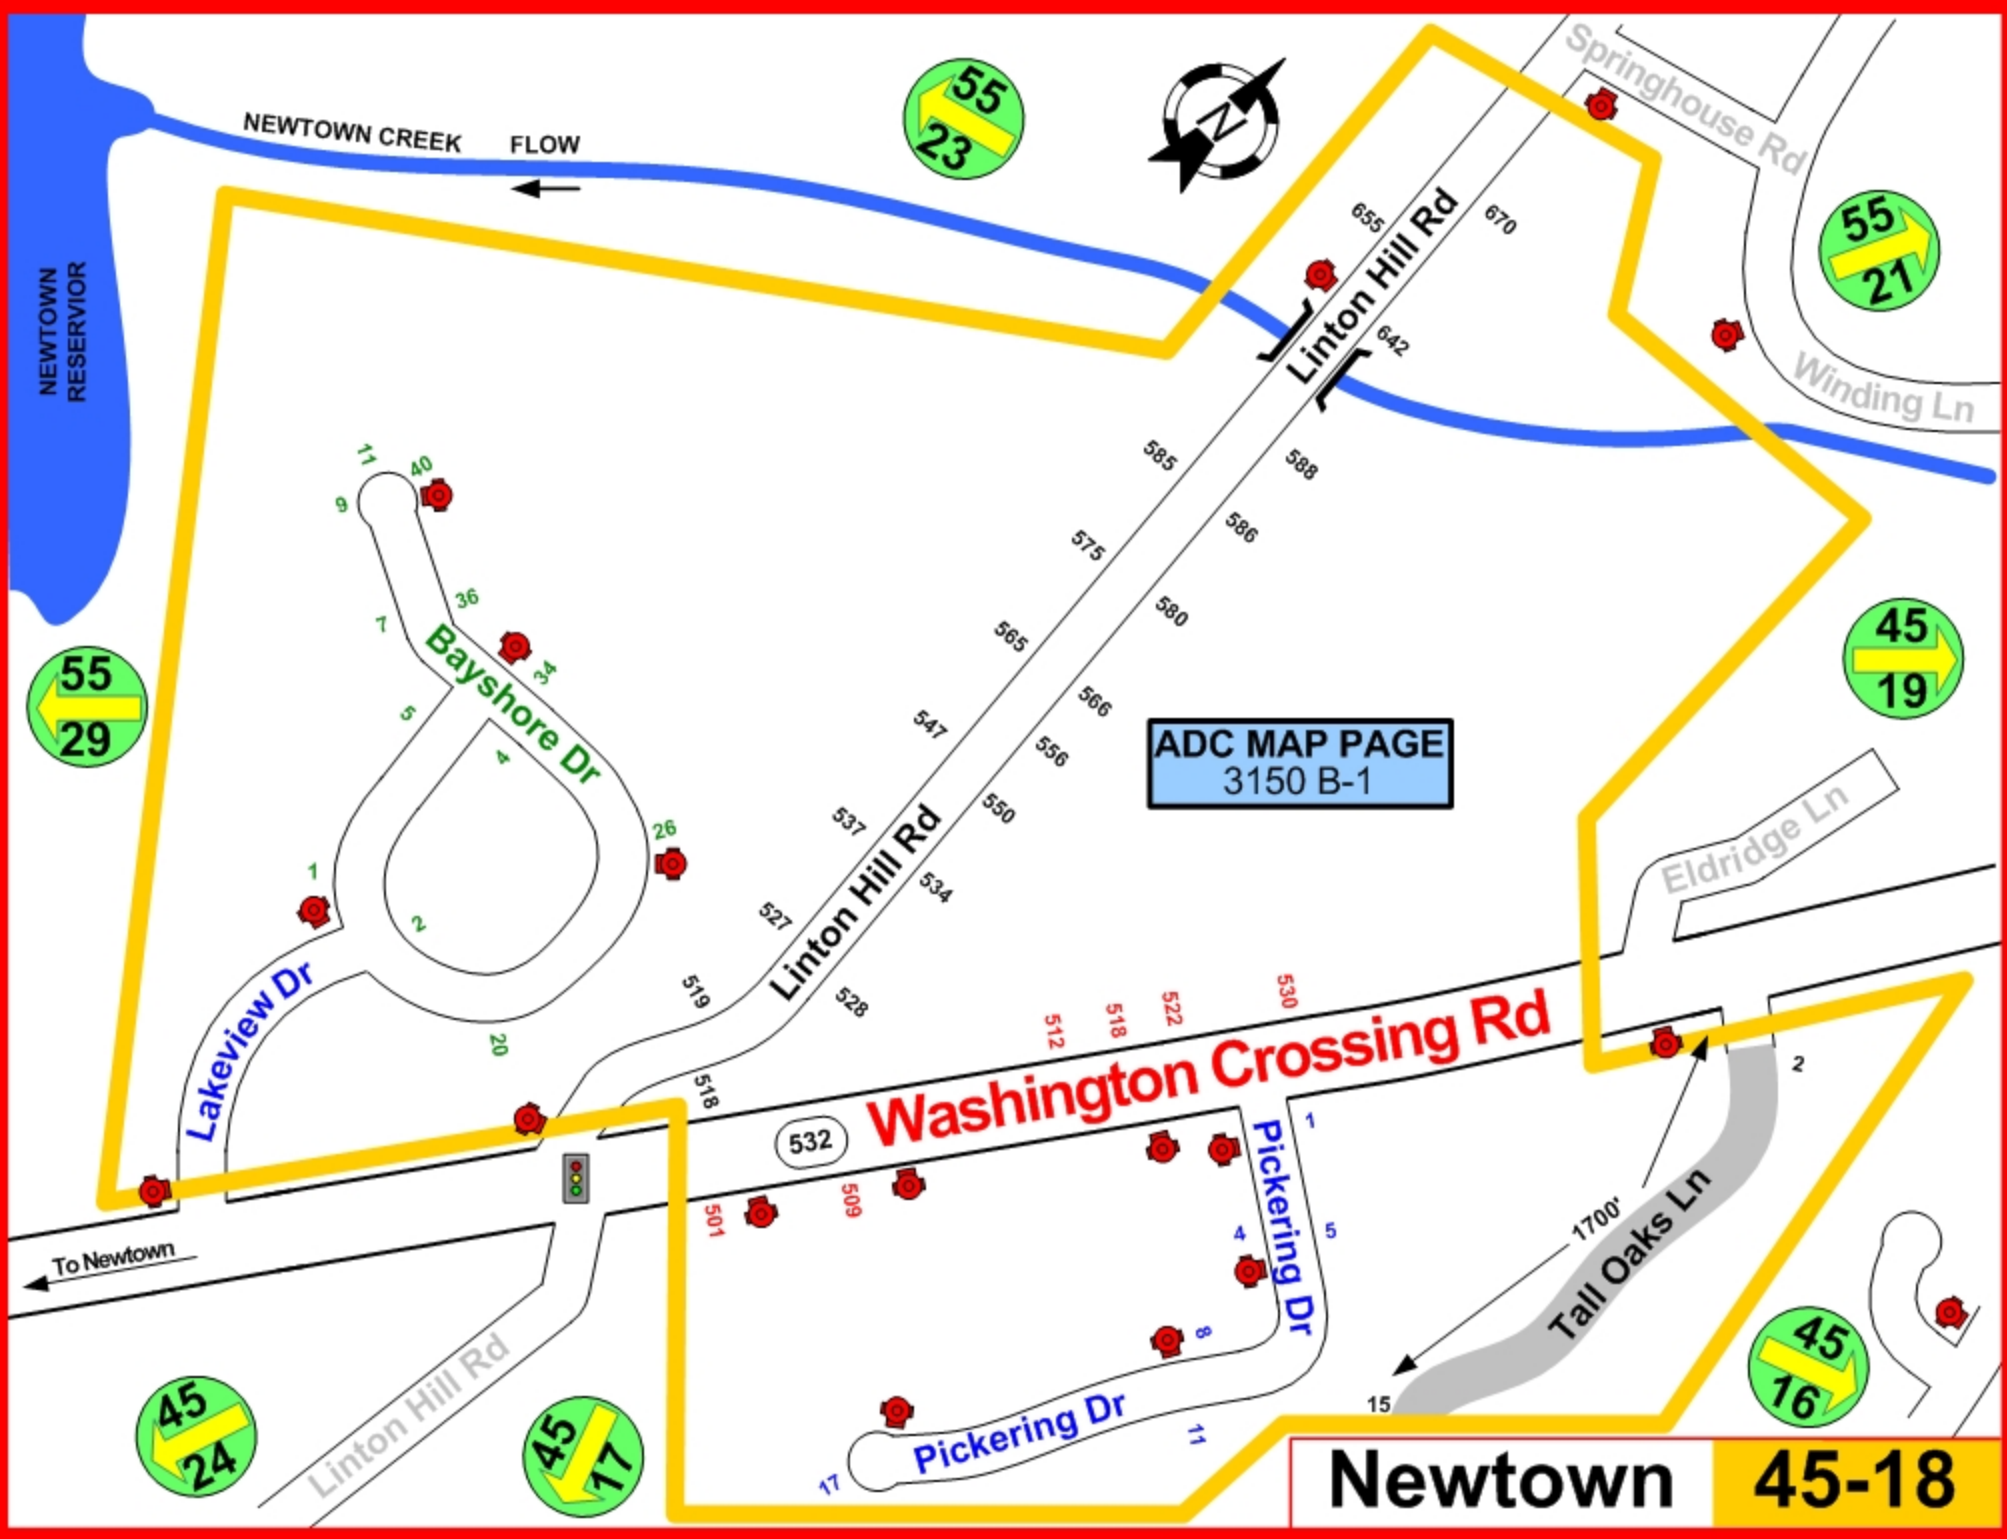 Springhouse Rd
55
23
N
NEWTOWN CREEK
FLOW
655
Linton Hill Rd
670
55
21
NEWTOWN
RESERVIOR
642
Winding Ln
585
588
11
40
9
575
586
36
7
565
580
Bayshore Dr
34
45
19
55
29
5
4
547
566
556
ADC MAP PAGE
3150 B-1
550
537
26
Eldridge Ln
1
2
527
534
Linton Hill Rd
Lakeview Dr
519
528
20
512
518
522
530
Washington Crossing Rd
518
532
2
1
Pickering Dr
501
509
4
5
To Newtown
1700'
Tall Oaks Ln
8
Linton Hill Rd
45
16
15
45
24
45
17
Pickering Dr
11
17
Newtown
45-18